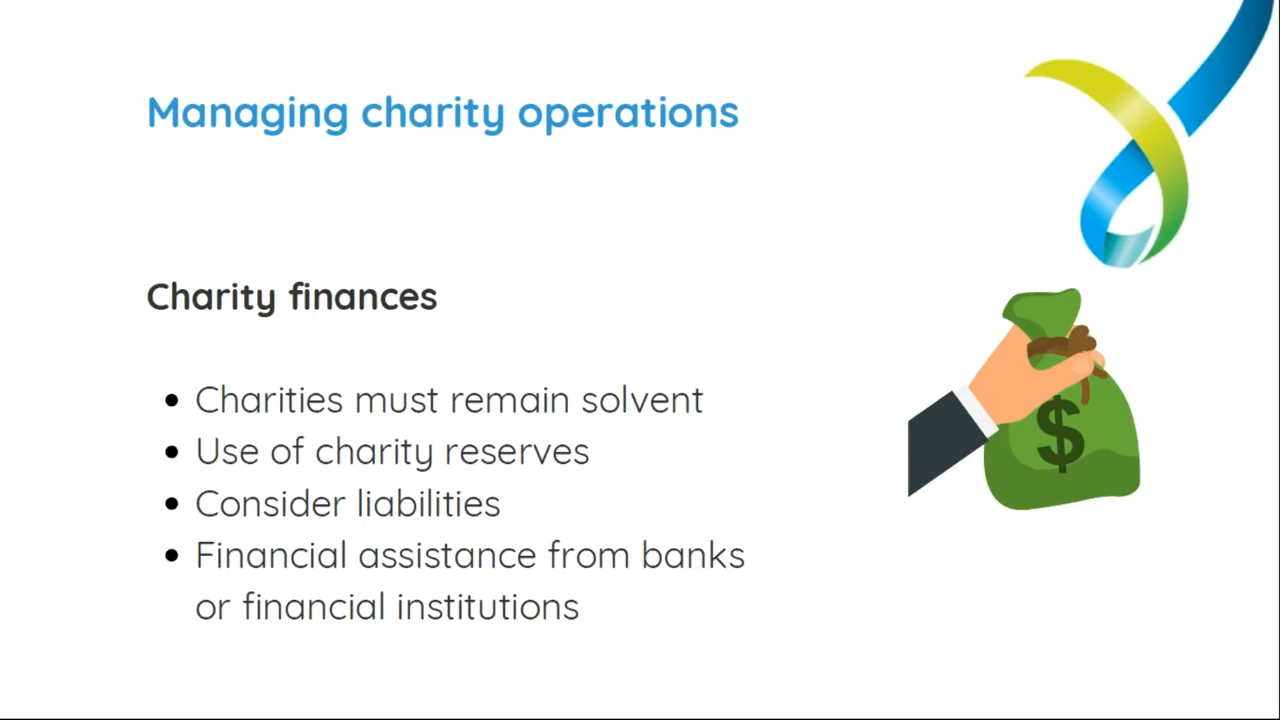 Managing charity operations
Charity finances
• Charities must remain solvent
• Use of charity reserves
• Consider liabilities
• Financial assistance from banks
or financial institutions
$